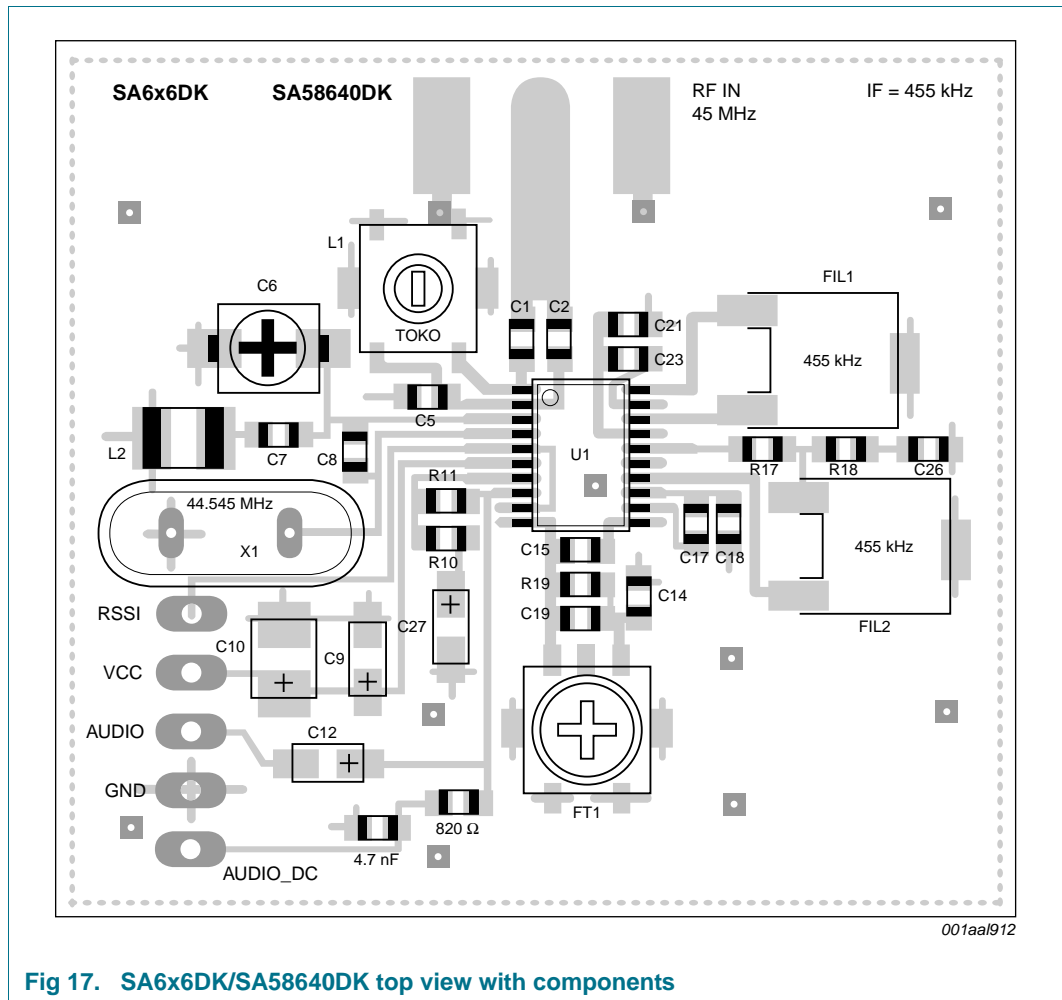 SA6x6DK SA58640DK RF IN IF = 455 kHz
45 MHz
L1
C6
FIL1
C1 C2
C21
TOKO
C23
455 kHz
C5
L2
C7
C8
U1
R17 R18 C26
R11
44.545 MHz
X1
R10
C15
C17 C18
455 kHz
R19
C14
RSSI
C19
C27
FIL2
C10
C9
VCC
AUDIO
C12
GND
FT1
820 Ω
4.7 nF
AUDIO_DC
001aal912
Fig 17. SA6x6DK/SA58640DK top view with components